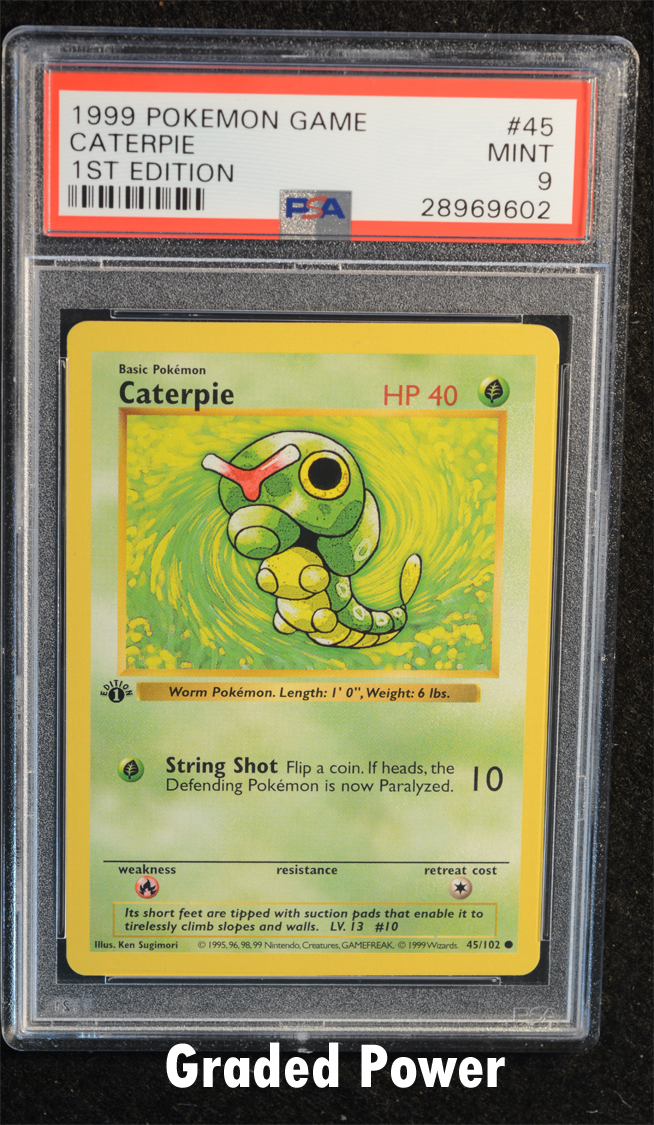 1999 POKEMON GAME
#45
CATERPIE
MINT
1ST EDITION
9
PSA
28969602
Basic Pokémon
Caterpie
HP 40
EDITION
1
Worm Pokémon. Length: 1' 0", Weight: 6 lbs.
String Shot Flip a coin. If heads, the
Defending Pokémon is now Paralyzed.
10
weakness
resistance
retreat cost
Its short feet are tipped with suction pads that enable it to
tirelessly climb slopes and walls. LV. 13 #10
Illus. Ken Sugimori
© 1995, 96, 98, 99 Nintendo, Creatures, GAMEFREAK. © 1999 Wizards.
45/102
Graded Power